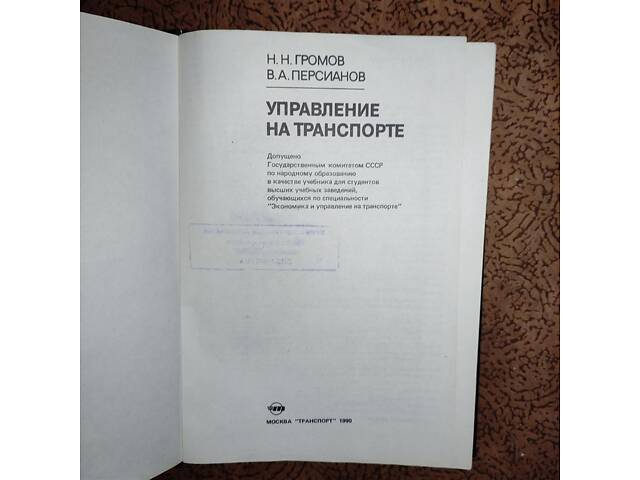 Н. Н. ГРОМОВ
В. А. ПЕРСИАНОВ
УПРАВЛЕНИЕ
НА ТРАНСПОРТЕ
Допущено
Государственным комитетом СССР
по народному образованию
в качестве учебника для студентов
высших учебных заведений,
обучающихся по специальности
"Экономика и управление на транспорте"
МОСКВА "ТРАНСПОРТ" 1990